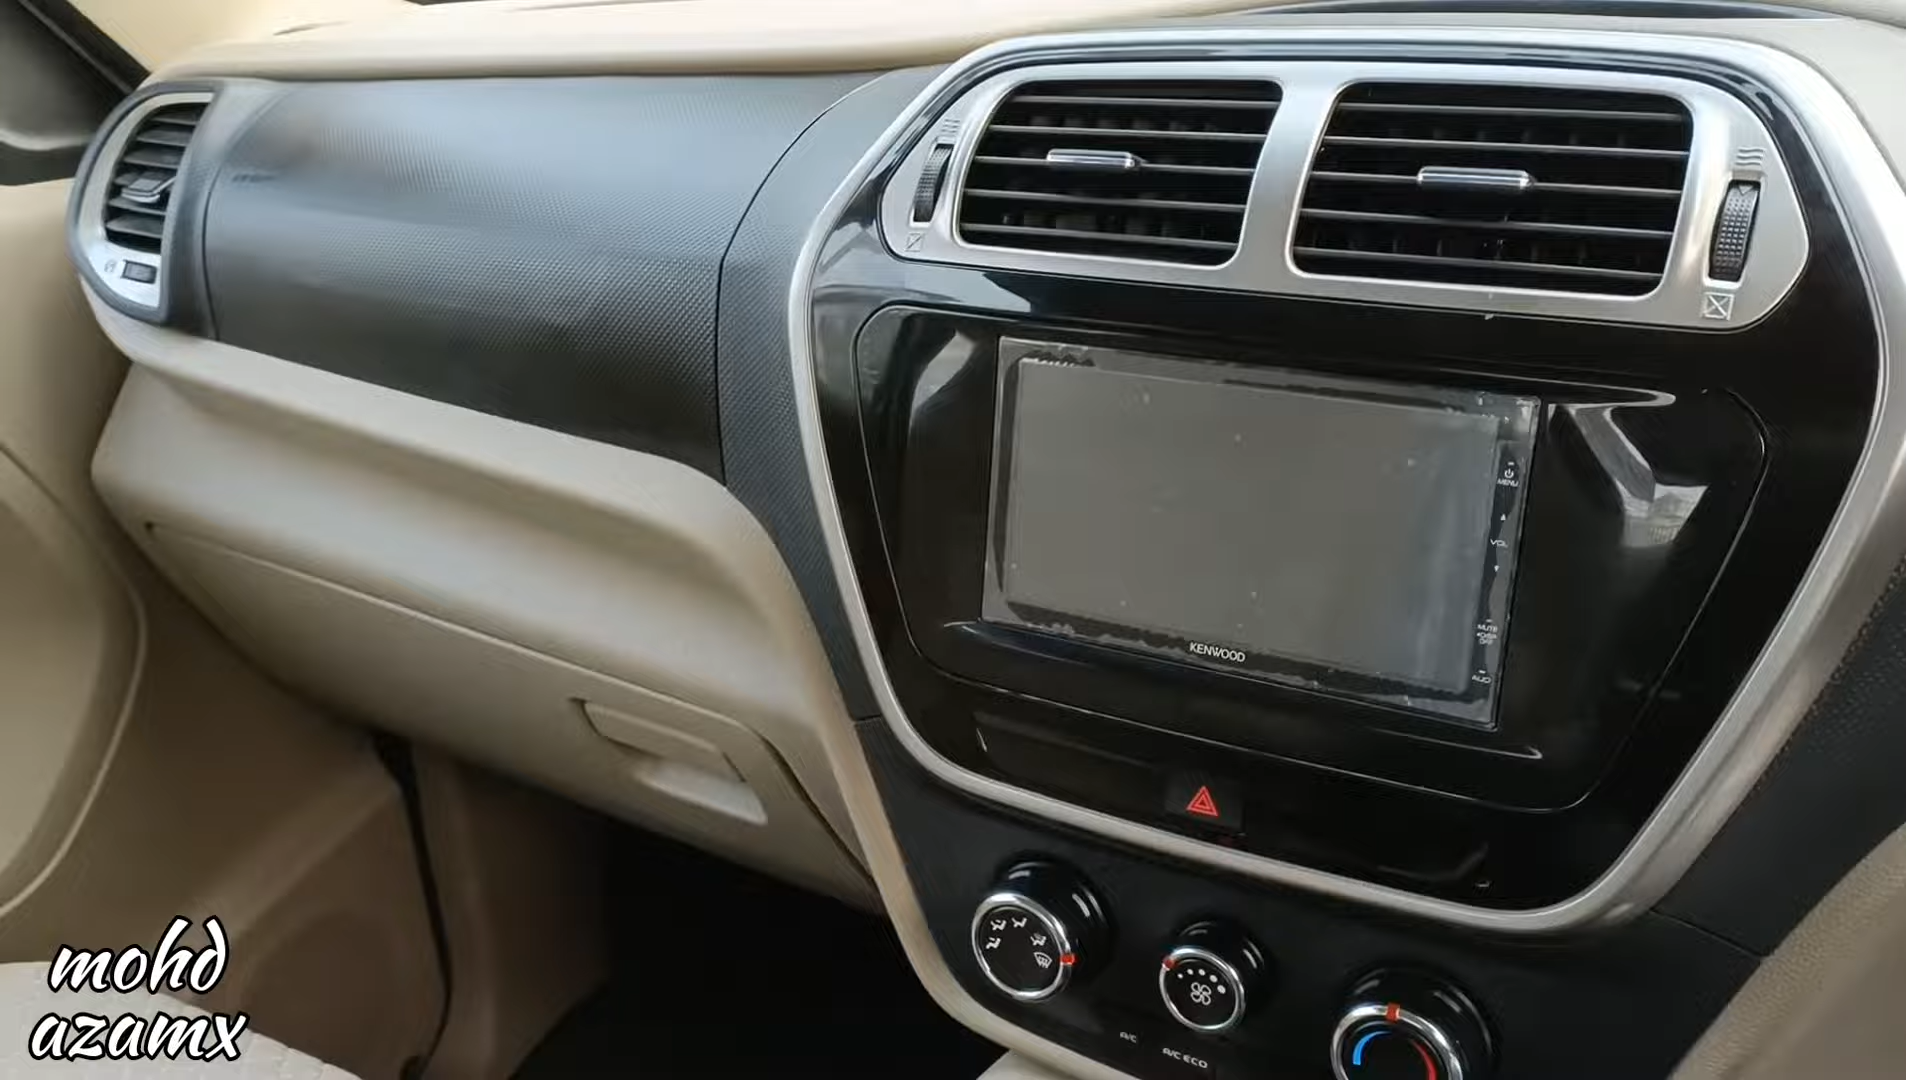 MENU
VOL
MUTE
AUD
KENWOOD
A/C
A/C ECO
mohd
azamx